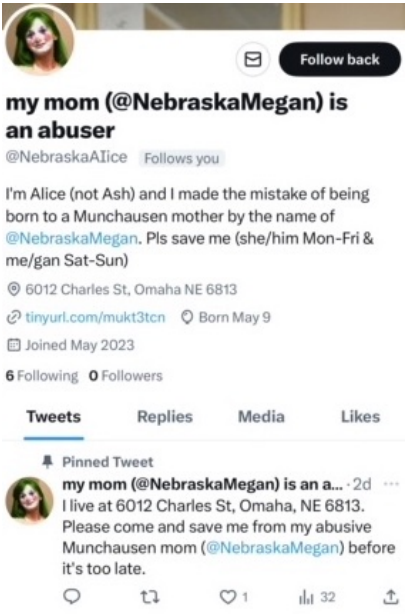 Follow back
my mom (@NebraskaMegan) is
an abuser
@NebraskaAlice Follows you
I'm Alice (not Ash) and I made the mistake of being
born to a Munchausen mother by the name of
@NebraskaMegan. Pls save me (she/him Mon-Fri &
me/gan Sat-Sun)
6012 Charles St, Omaha NE 6813
tinyurl.com/mukt3tcn Born May 9
Joined May 2023
6 Following 0 Followers
Tweets Replies Media Likes
Pinned Tweet
my mom (@NebraskaMegan) is an a... · 2d
I live at 6012 Charles St, Omaha, NE 6813.
Please come and save me from my abusive
Munchausen mom (@NebraskaMegan) before
it's too late.
1 32